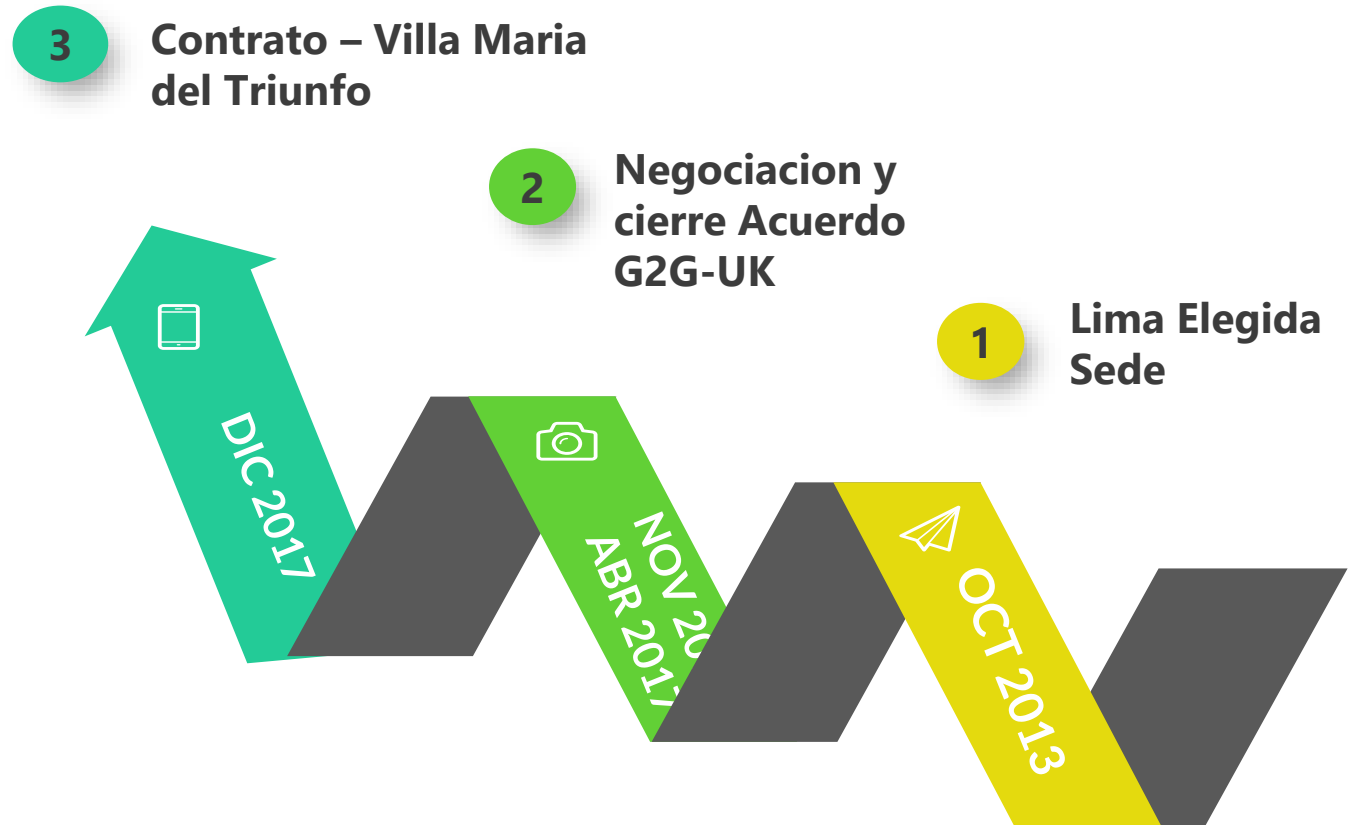 3
Contrato – Villa Maria
del Triunfo
2
Negociacion y
cierre Acuerdo
G2G-UK
1
Lima Elegida
Sede
DIC 2017
NOV
ABR 2017
OCT 2013